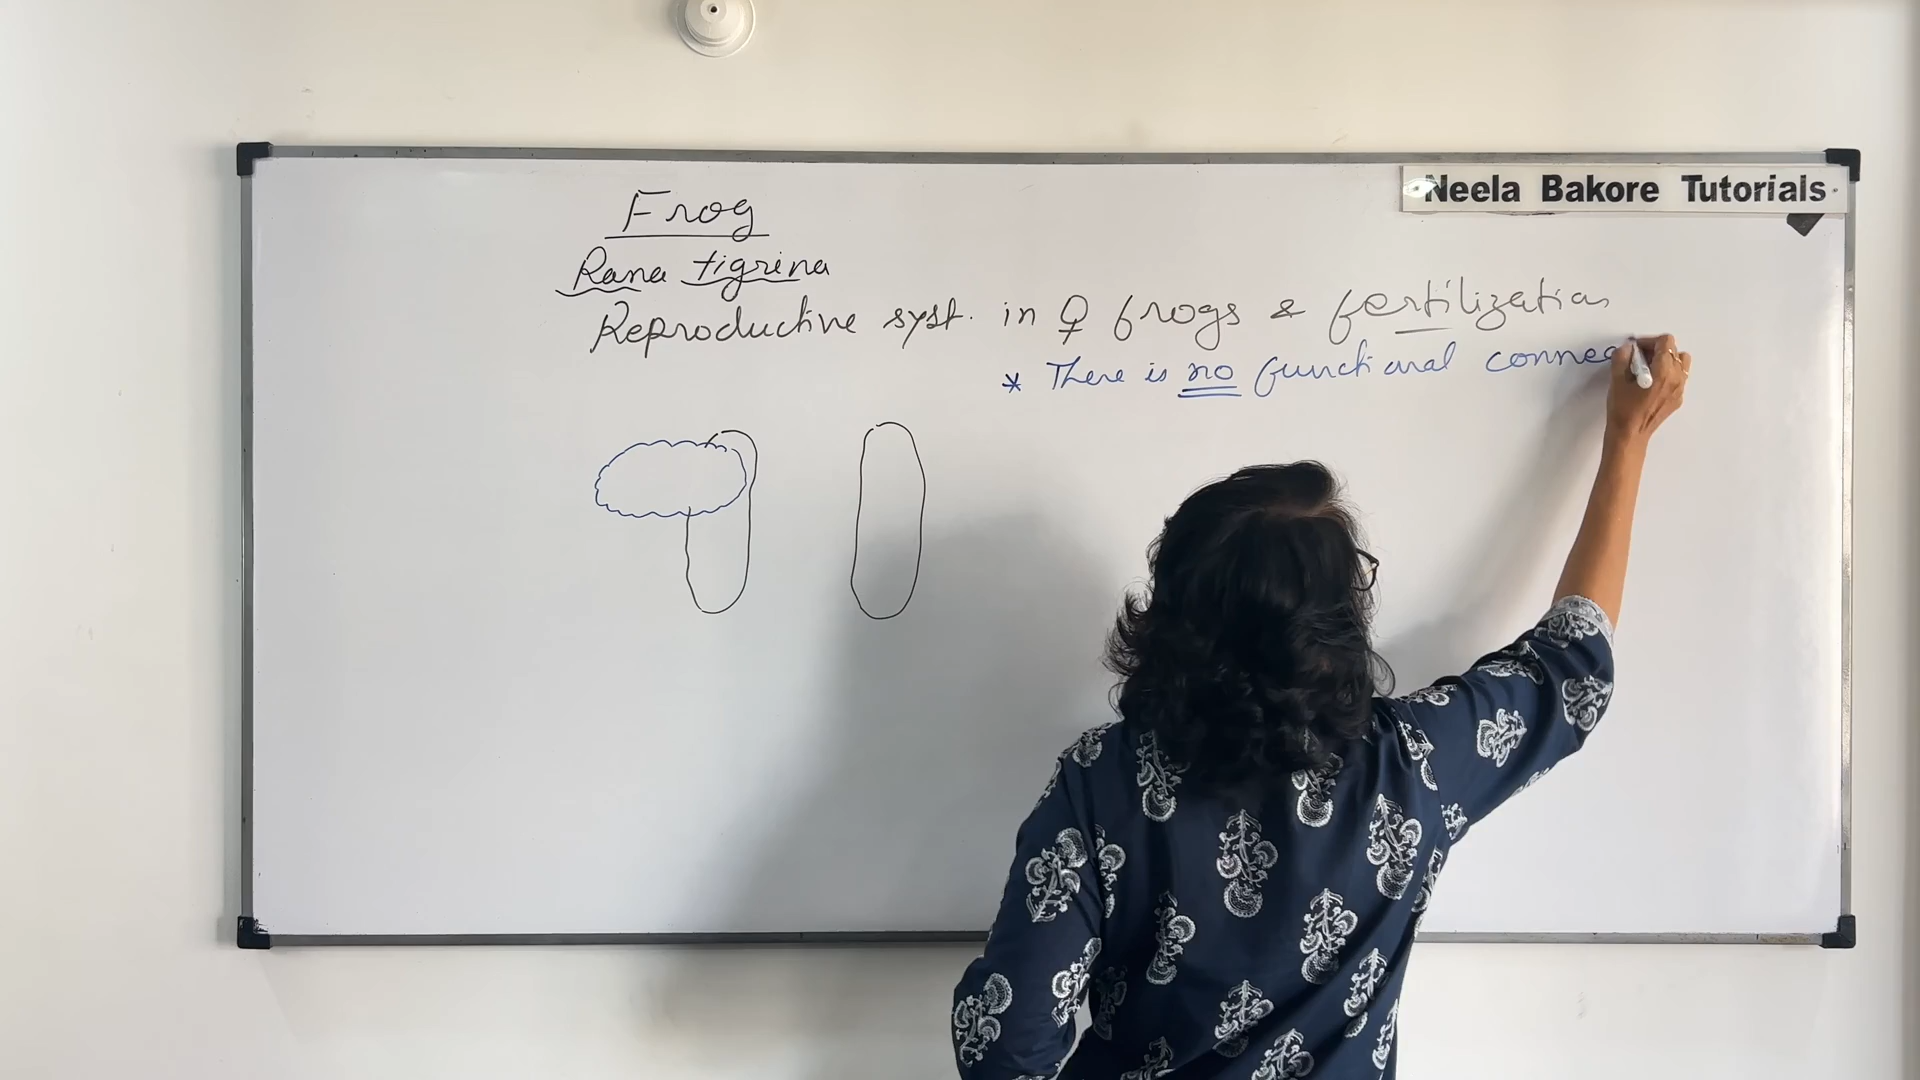 Neela Bakore Tutorials
Frog
Rana tigrina
Reproductive syst. in ♀ frogs & fertilization
* There is no functional connec